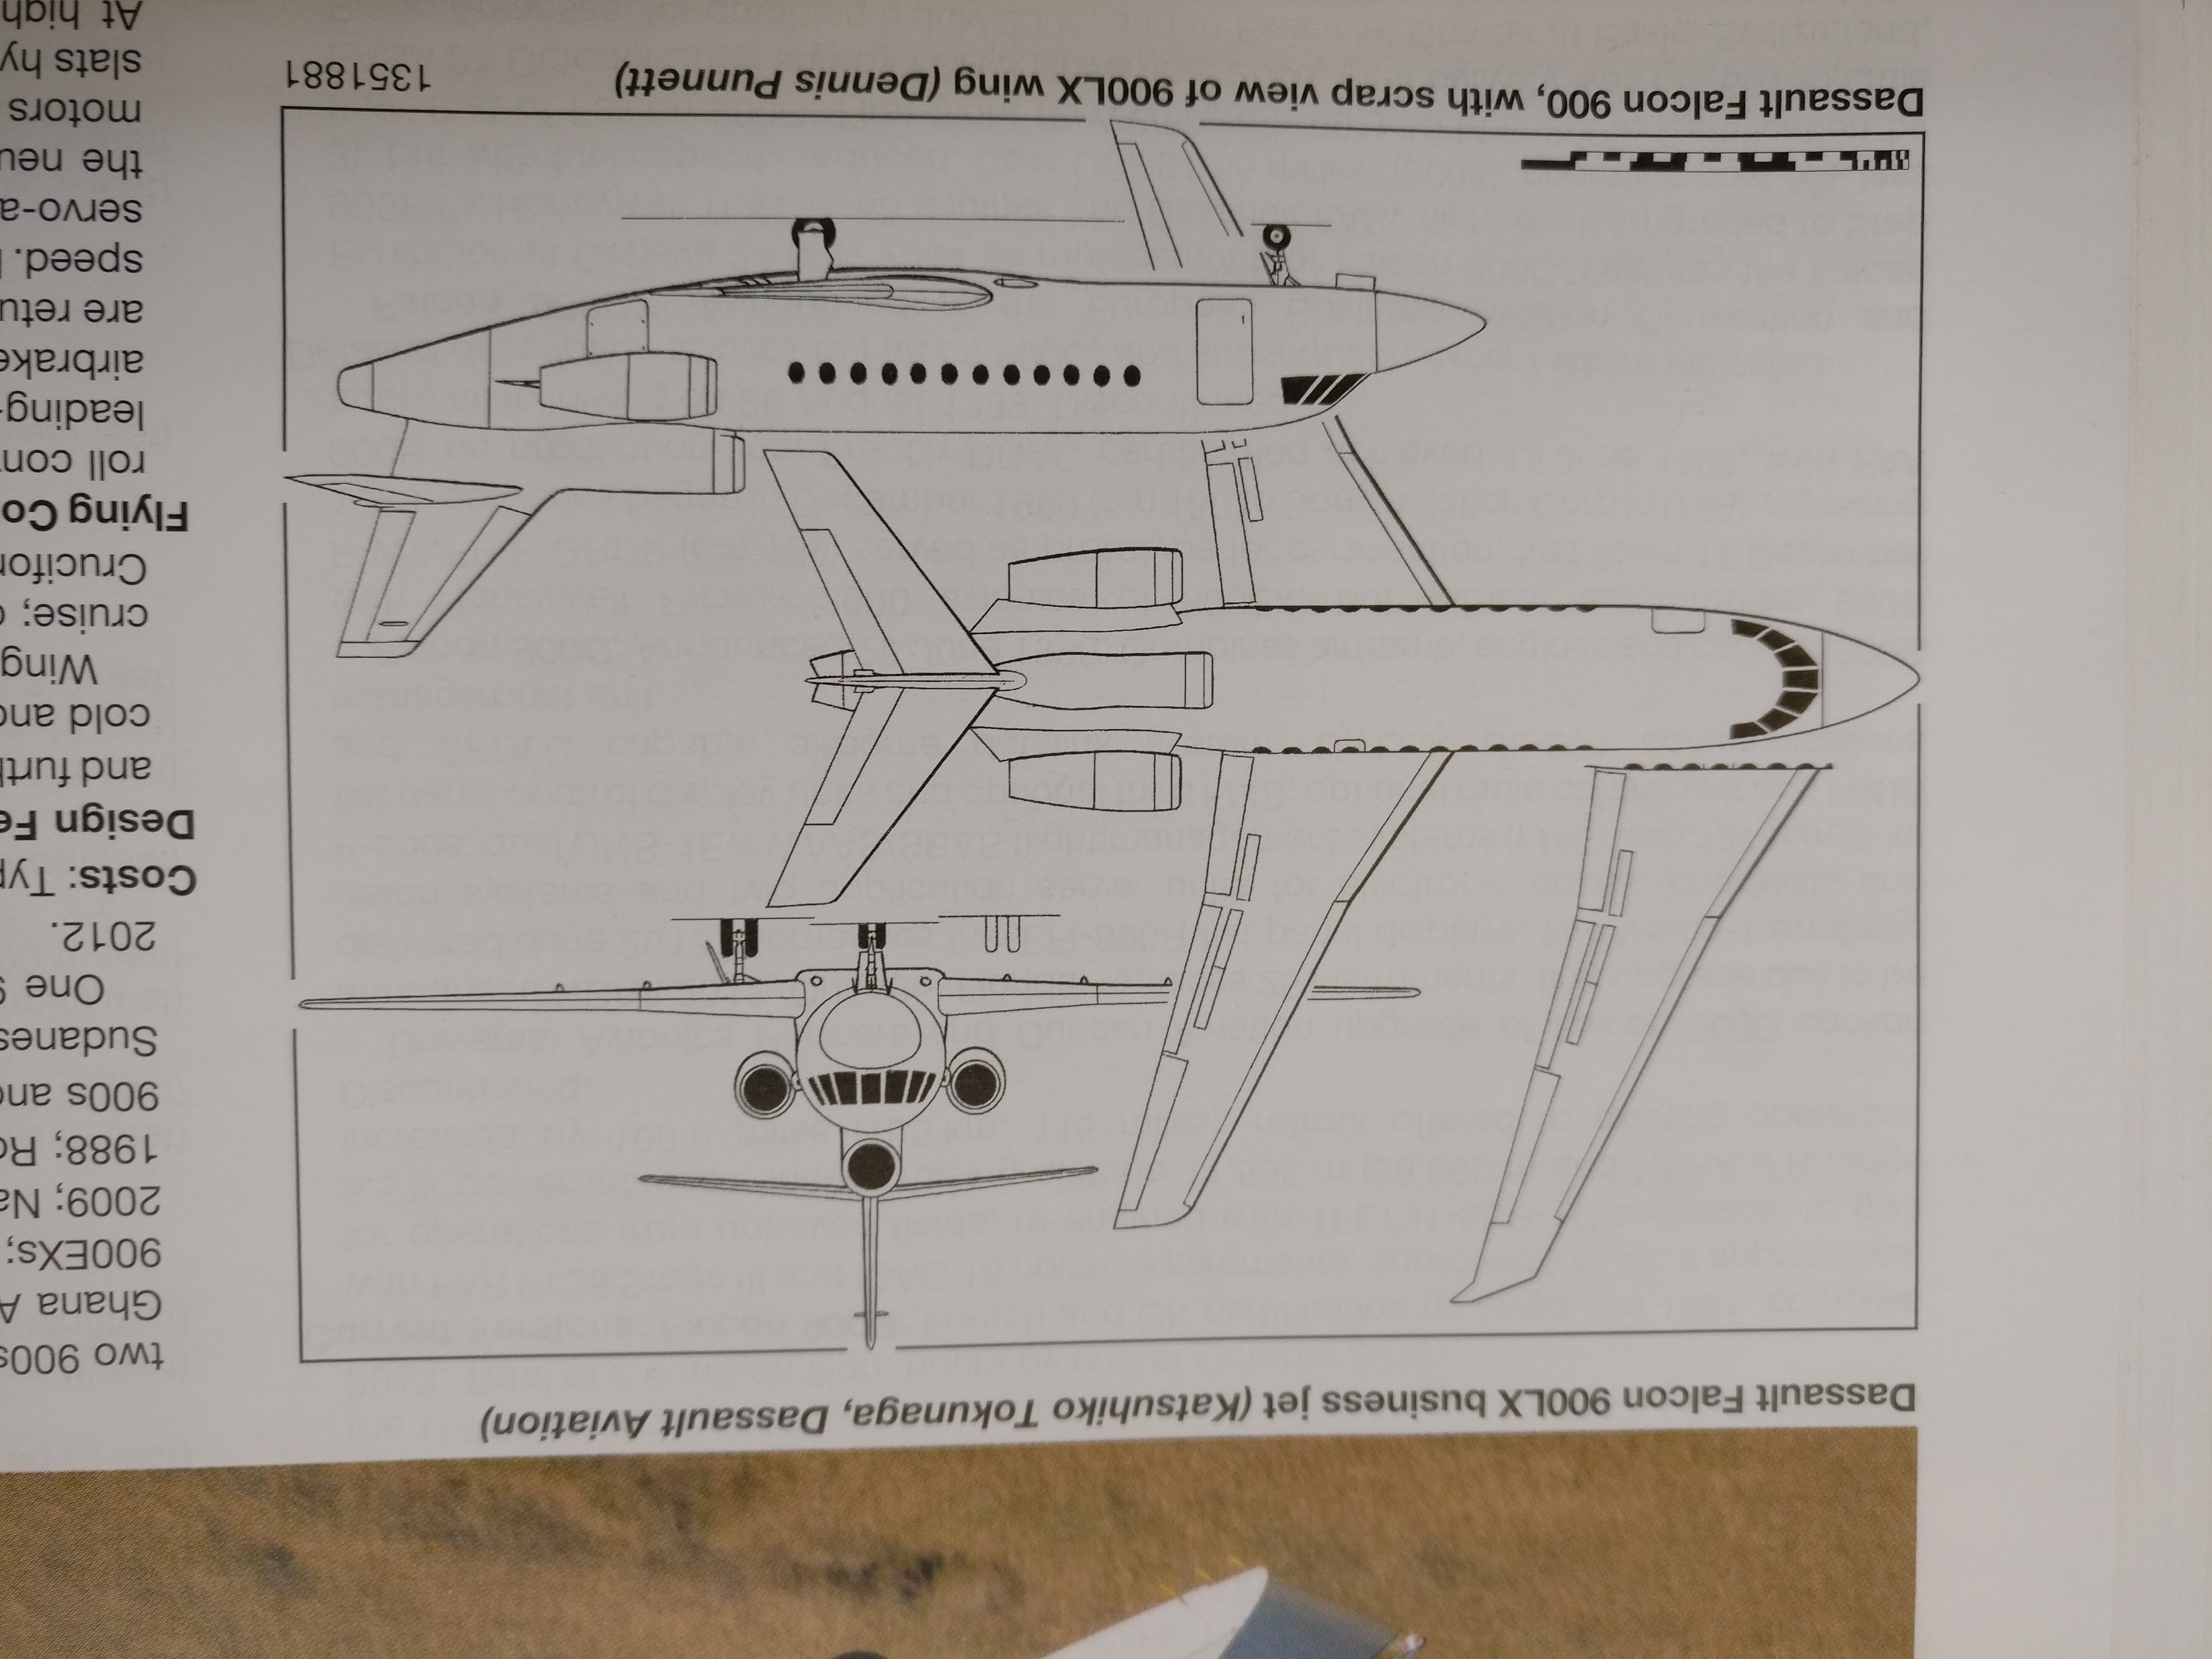 Dassault Falcon 900LX business jet (Katsuhiko Tokunaga, Dassault Aviation)
Dassault Falcon 900, with scrap view of 900LX wing (Dennis Punnett)
1351881
two 900s
Ghana A
900EXs;
2009; Na
1988; Ro
900s and
Sudanes
One 9
2012.
Costs: Typ
Design Fe
and furth
cold and
Wing
cruise; c
Crucifor
Flying Co
roll cont
leading-
airbrake
are retu
speed.
servo-a
the neu
motors
slats hy
At high